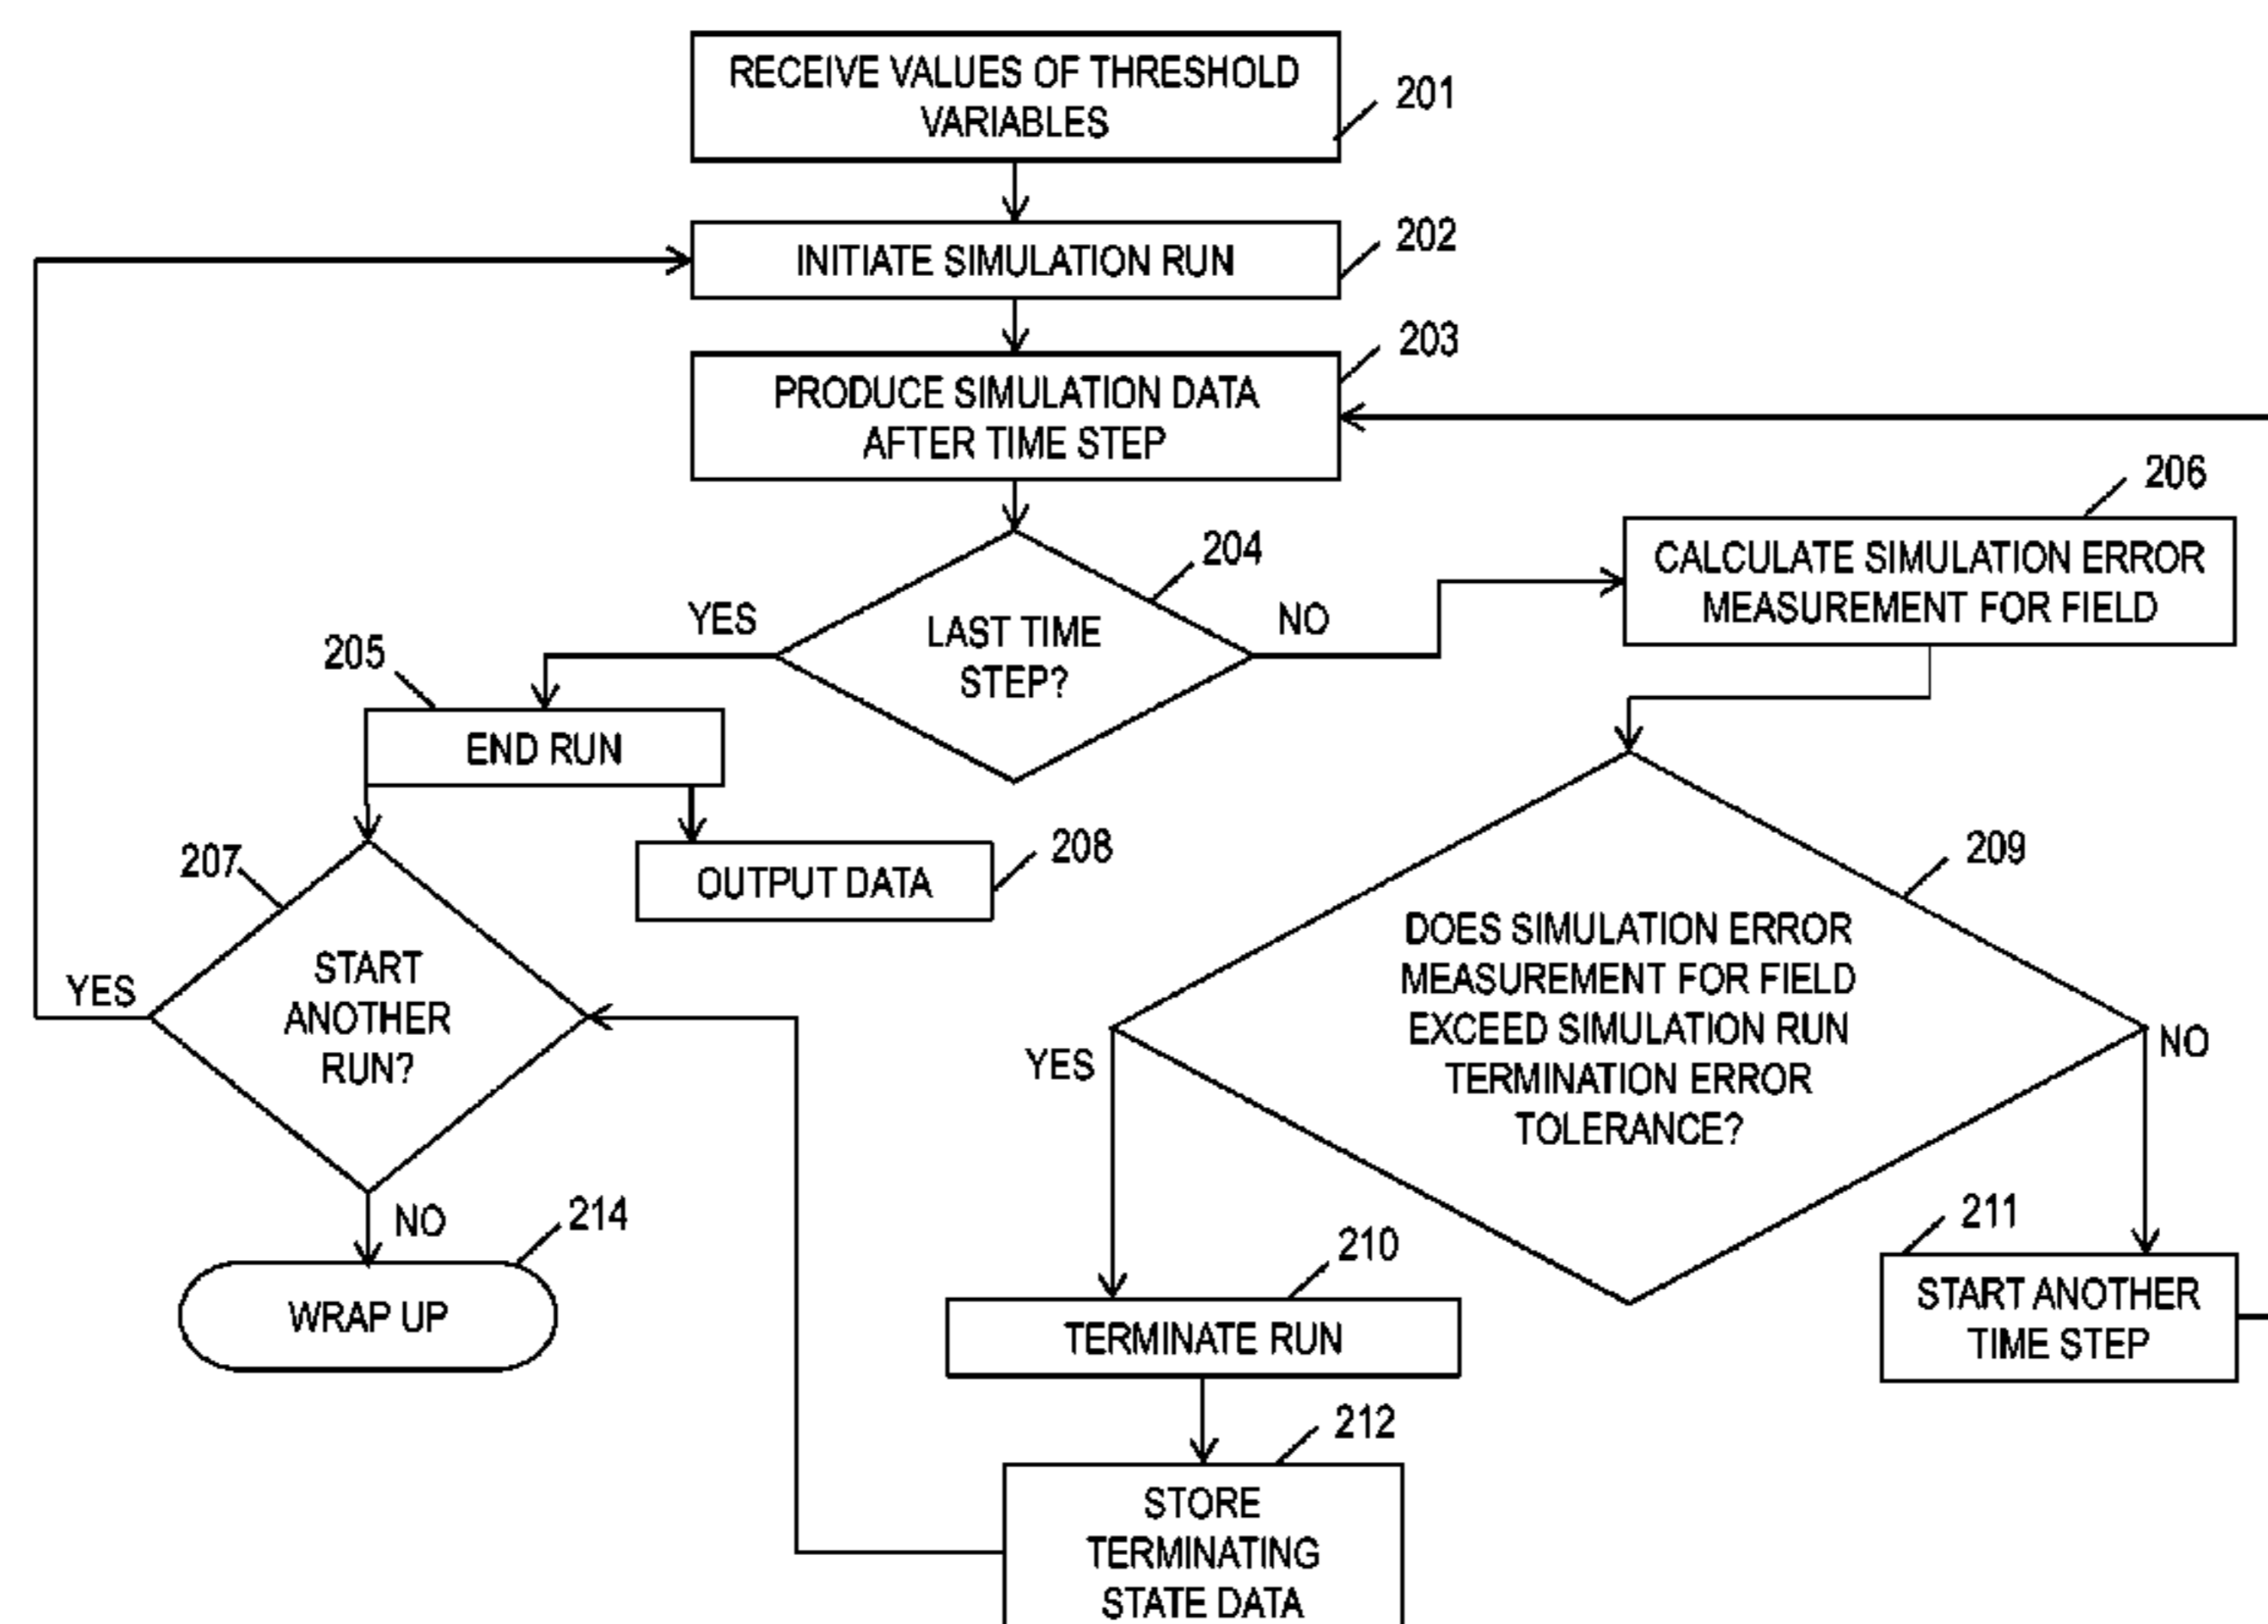 RECEIVE VALUES OF THRESHOLD
VARIABLES
201
INITIATE SIMULATION RUN
202
PRODUCE SIMULATION DATA
AFTER TIME STEP
203
LAST TIME
STEP?
204
YES
NO
206
CALCULATE SIMULATION ERROR
MEASUREMENT FOR FIELD
205
END RUN
207
START
ANOTHER
RUN?
YES
NO
OUTPUT DATA
208
209
DOES SIMULATION ERROR
MEASUREMENT FOR FIELD
EXCEED SIMULATION RUN
TERMINATION ERROR
TOLERANCE?
YES
NO
214
WRAP UP
210
TERMINATE RUN
211
START ANOTHER
TIME STEP
212
STORE
TERMINATING
STATE DATA